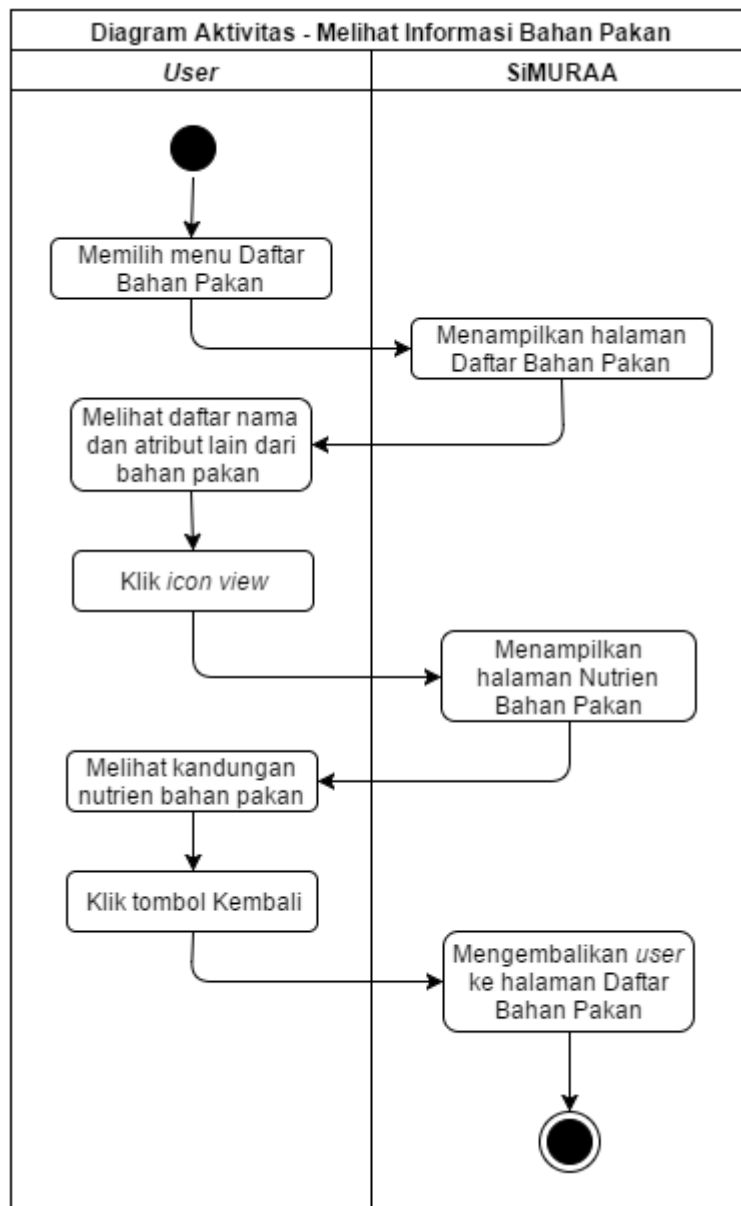 Diagram Aktivitas - Melihat Informasi Bahan Pakan
User
SiMURAA
Memilih menu Daftar
Bahan Pakan
Menampilkan halaman
Daftar Bahan Pakan
Melihat daftar nama
dan atribut lain dari
bahan pakan
Klik icon view
Menampilkan
halaman Nutrien
Bahan Pakan
Melihat kandungan
nutrien bahan pakan
Klik tombol Kembali
Mengembalikan user
ke halaman Daftar
Bahan Pakan